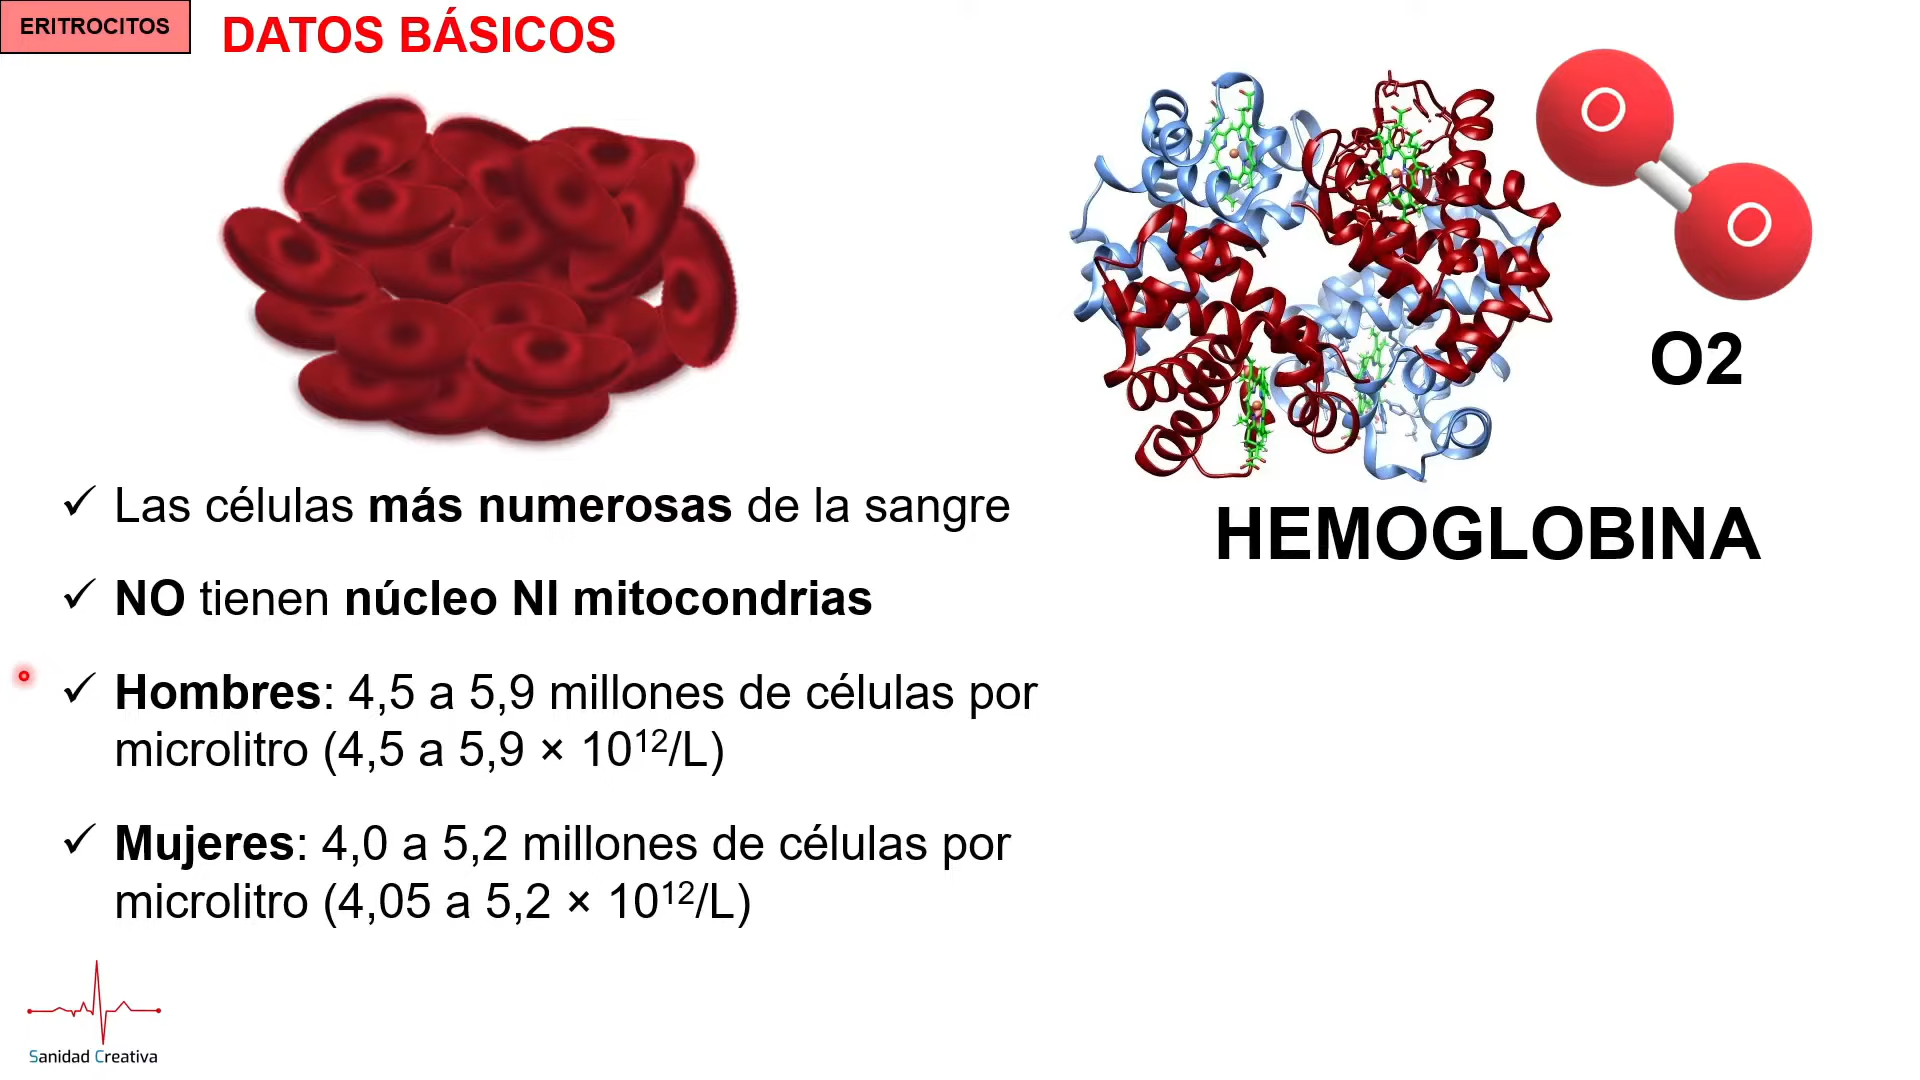 ERITROCITOS
DATOS BÁSICOS
O
O
O2
HEMOGLOBINA
✓ Las células más numerosas de la sangre
✓ NO tienen núcleo NI mitocondrias
✓ Hombres: 4,5 a 5,9 millones de células por
microlitro (4,5 a 5,9 × 10¹²/L)
✓ Mujeres: 4,0 a 5,2 millones de células por
microlitro (4,05 a 5,2 × 10¹²/L)
Sanidad Creativa